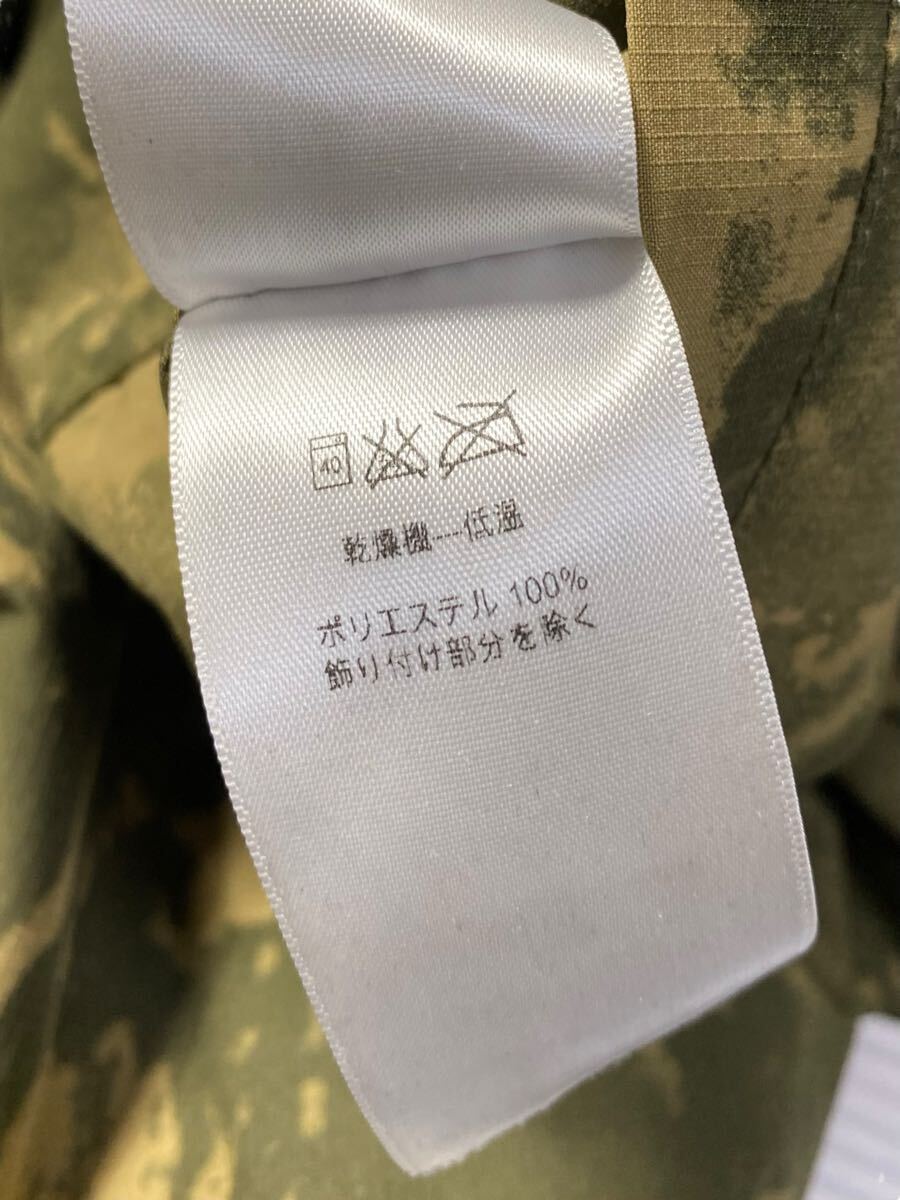 40
乾燥機---低温
ポリエステル 100%
飾り付け部分を除く